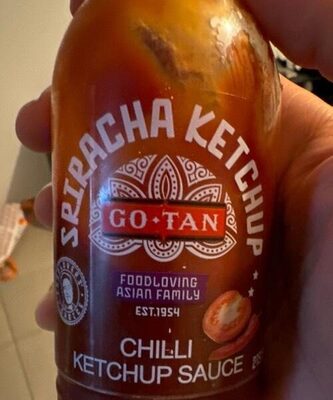 SRIRACHA KETCHUP
GO·TAN
FOODLOVING
ASIAN FAMILY
EST.1954
CHILLI
KETCHUP SAUCE